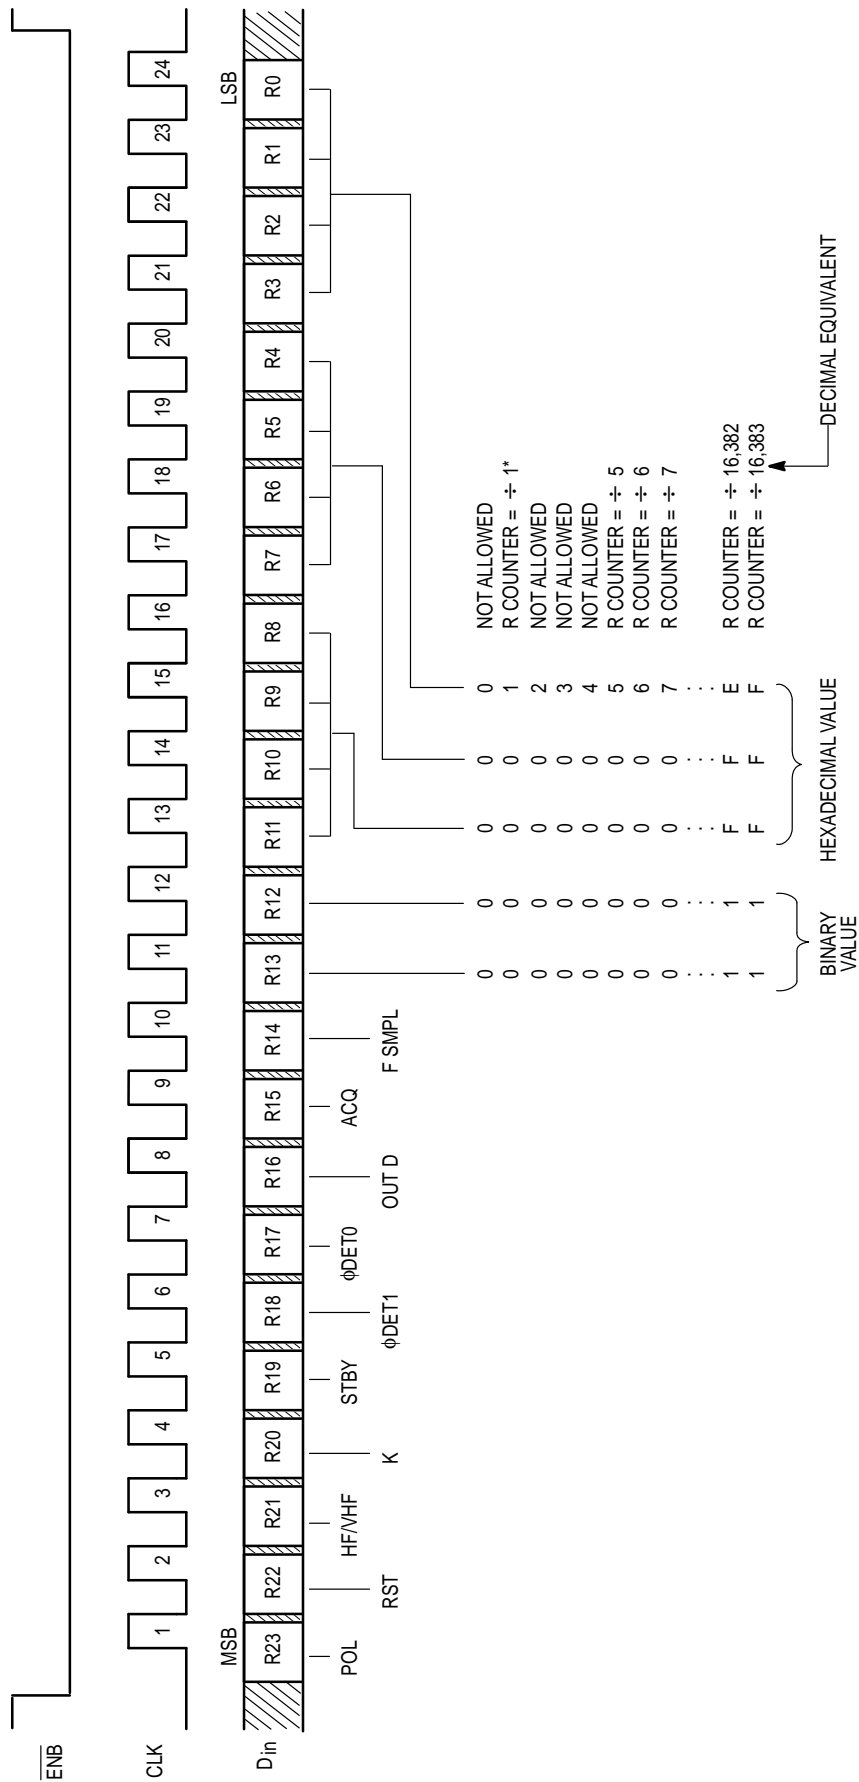 ENB
CLK
1 2 3 4 5 6 7 8 9 10 11 12 13 14 15 16 17 18 19 20 21 22 23 24
MSB LSB
Din
R23 R22 R21 R20 R19 R18 R17 R16 R15 R14 R13 R12 R11 R10 R9 R8 R7 R6 R5 R4 R3 R2 R1 R0
POL HF/VHF STBY ϕDET0 ACQ
RST K ϕDET1 OUT D F SMPL
0 0 0 0 0 NOT ALLOWED
0 0 0 0 1 R COUNTER = ÷ 1*
0 0 0 0 2 NOT ALLOWED
0 0 0 0 3 NOT ALLOWED
0 0 0 0 4 NOT ALLOWED
0 0 0 0 5 R COUNTER = ÷ 5
0 0 0 0 6 R COUNTER = ÷ 6
0 0 0 0 7 R COUNTER = ÷ 7
· · · · · · · · · · · · · · ·
1 1 F F E R COUNTER = ÷ 16,382
1 1 F F F R COUNTER = ÷ 16,383
BINARY
VALUE
HEXADECIMAL VALUE
DECIMAL EQUIVALENT